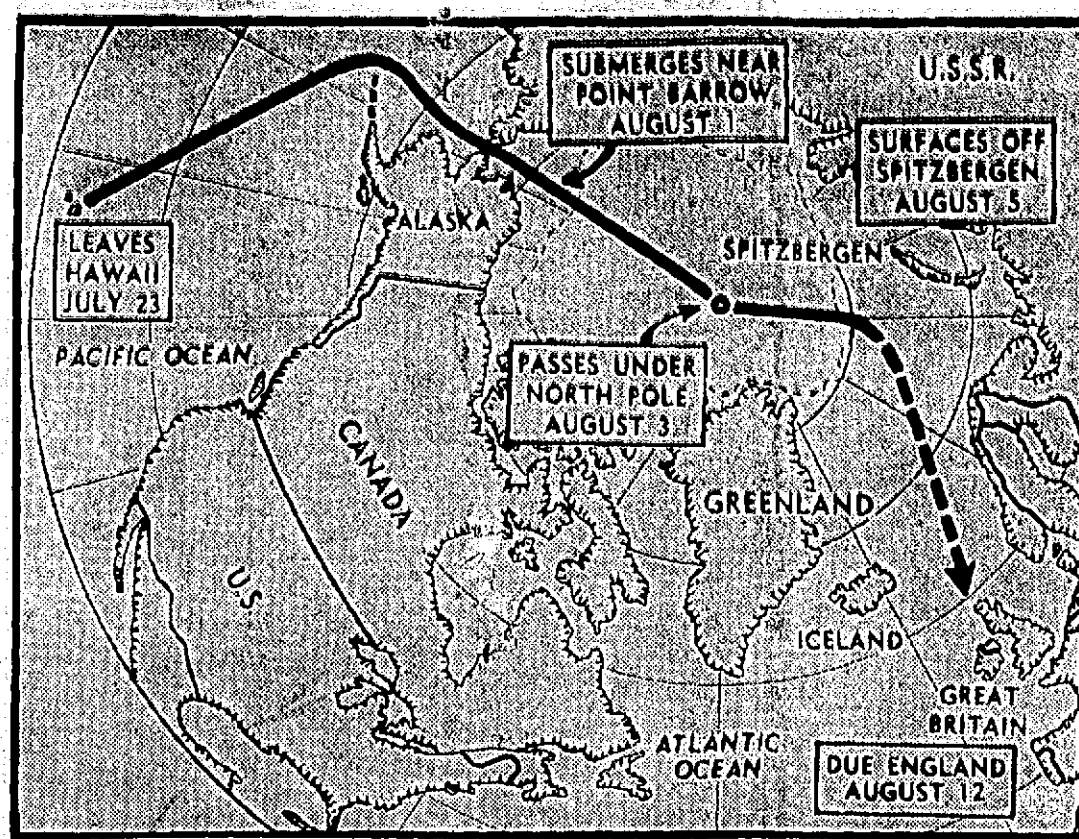 SUBMERGES NEAR
POINT BARROW,
AUGUST 1
U.S.S.R.
SURFACES OFF
SPITZBERGEN
AUGUST 5
LEAVES
HAWAII
JULY 23
ALASKA
SPITZBERGEN
PACIFIC OCEAN
PASSES UNDER
NORTH POLE
AUGUST 3
CANADA
GREENLAND
U.S.
ICELAND
GREAT
BRITAIN
ATLANTIC
OCEAN
DUE ENGLAND
AUGUST 12